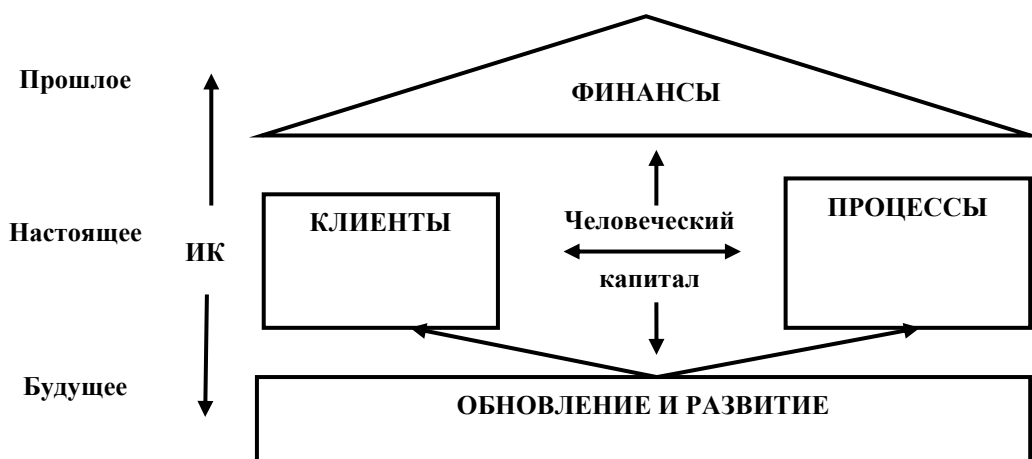 Прошлое
ФИНАНСЫ
Настоящее
ИК
КЛИЕНТЫ
Человеческий
капитал
ПРОЦЕССЫ
Будущее
ОБНОВЛЕНИЕ И РАЗВИТИЕ